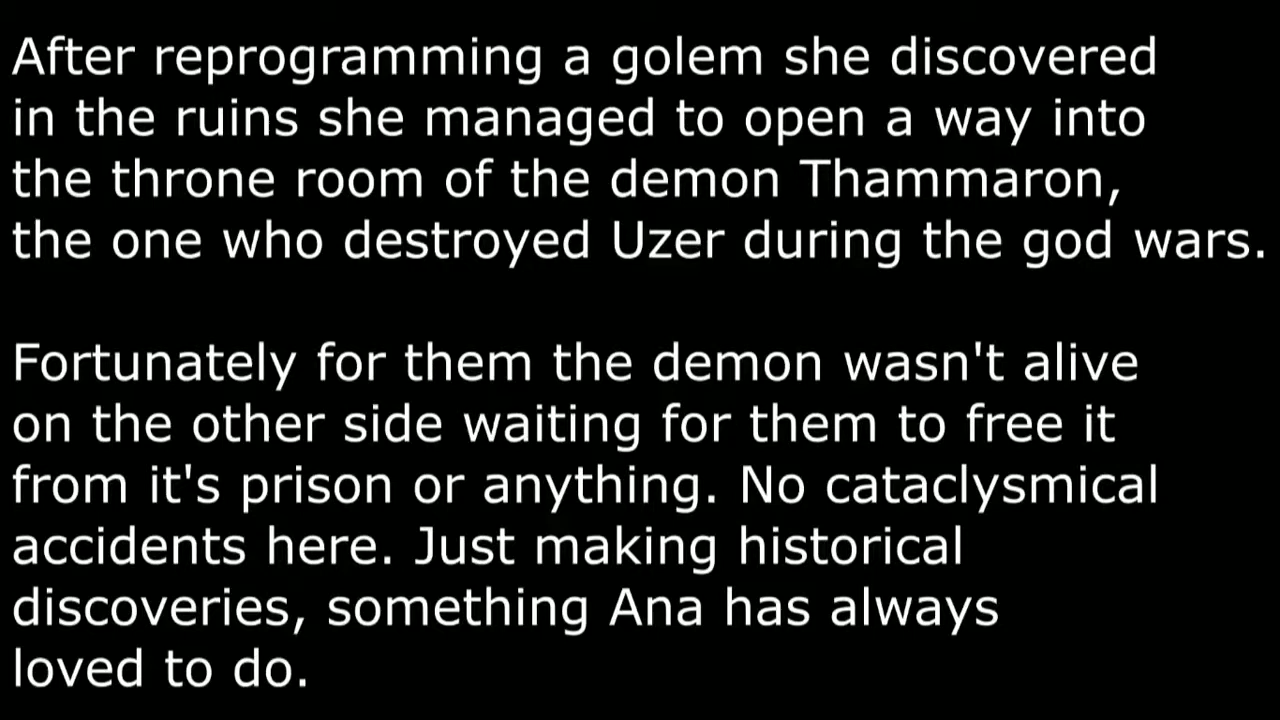 After reprogramming a golem she discovered
in the ruins she managed to open a way into
the throne room of the demon Thammaron,
the one who destroyed Uzer during the god wars.
Fortunately for them the demon wasn't alive
on the other side waiting for them to free it
from it's prison or anything. No cataclysmical
accidents here. Just making historical
discoveries, something Ana has always
loved to do.